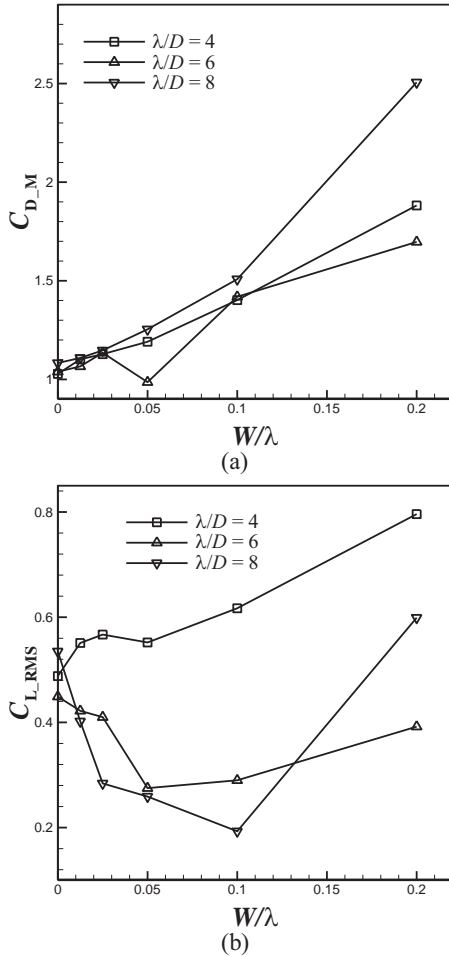 2.5
2
1.5
1
C_D_M
λ/D = 4
λ/D = 6
λ/D = 8
0 0.05 0.1 0.15 0.2
W/λ
(a)
0.8
0.6
0.4
0.2
C_L_RMS
λ/D = 4
λ/D = 6
λ/D = 8
0 0.05 0.1 0.15 0.2
W/λ
(b)